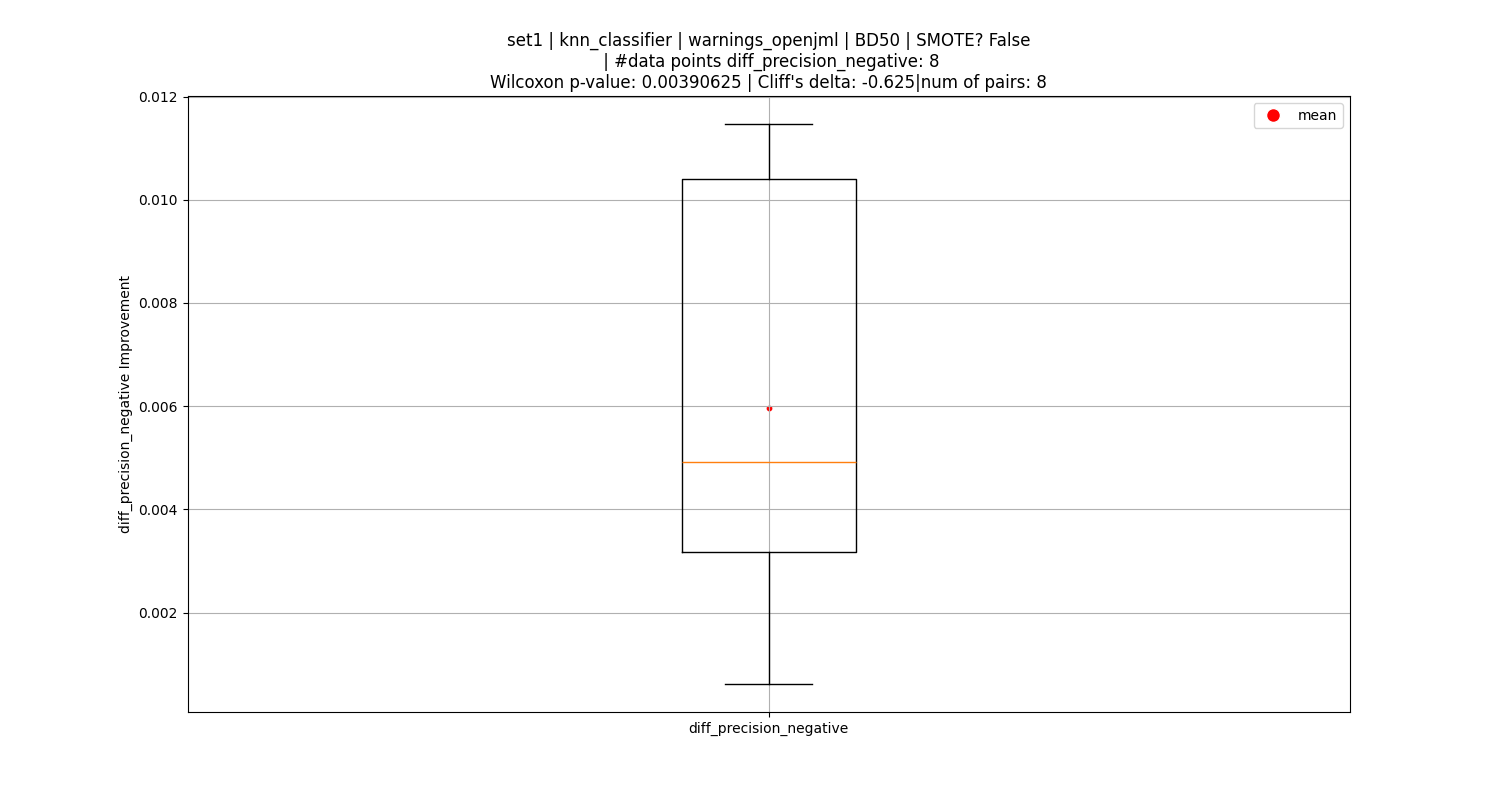 set1 | knn_classifier | warnings_openjml | BD50 | SMOTE? False
| #data points diff_precision_negative: 8
Wilcoxon p-value: 0.00390625 | Cliff's delta: -0.625|num of pairs: 8
mean
0.012
0.010
0.008
0.006
0.004
0.002
diff_precision_negative Improvement
diff_precision_negative